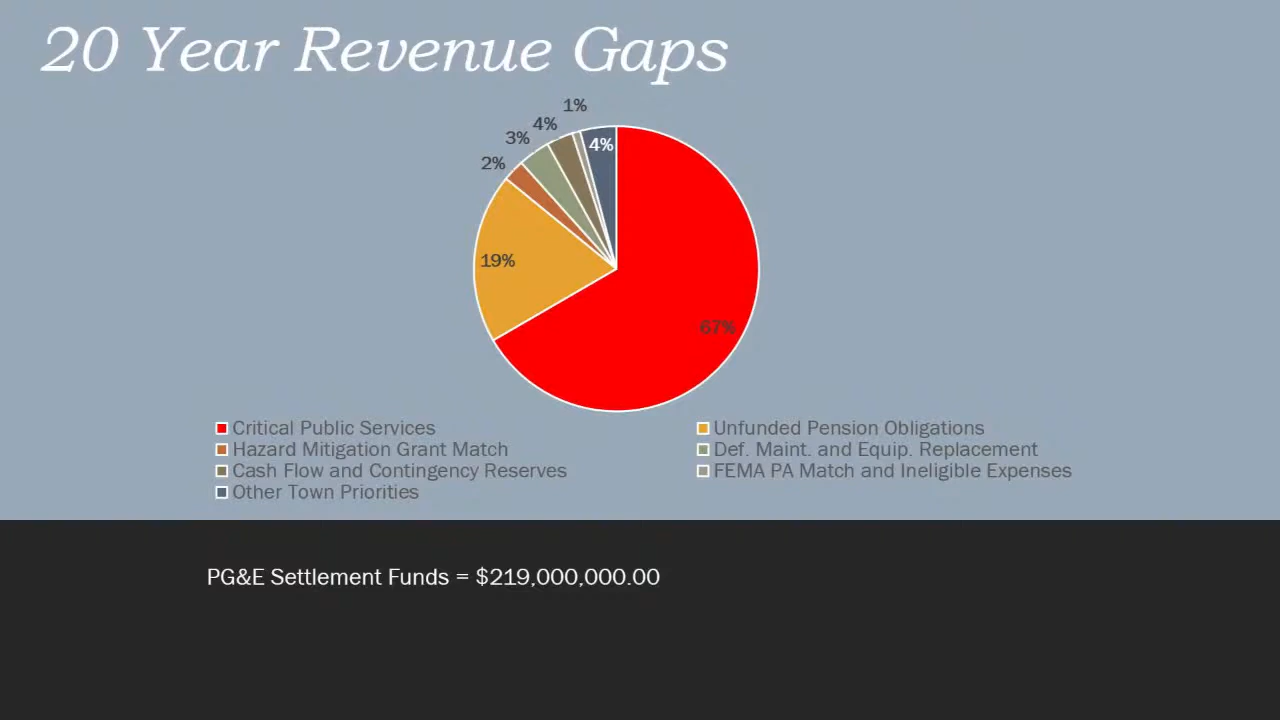 20 Year Revenue Gaps
1%
4%
3%
4%
2%
19%
67%
Critical Public Services
Unfunded Pension Obligations
Hazard Mitigation Grant Match
Def. Maint. and Equip. Replacement
Cash Flow and Contingency Reserves
FEMA PA Match and Ineligible Expenses
Other Town Priorities
PG&E Settlement Funds = $219,000,000.00